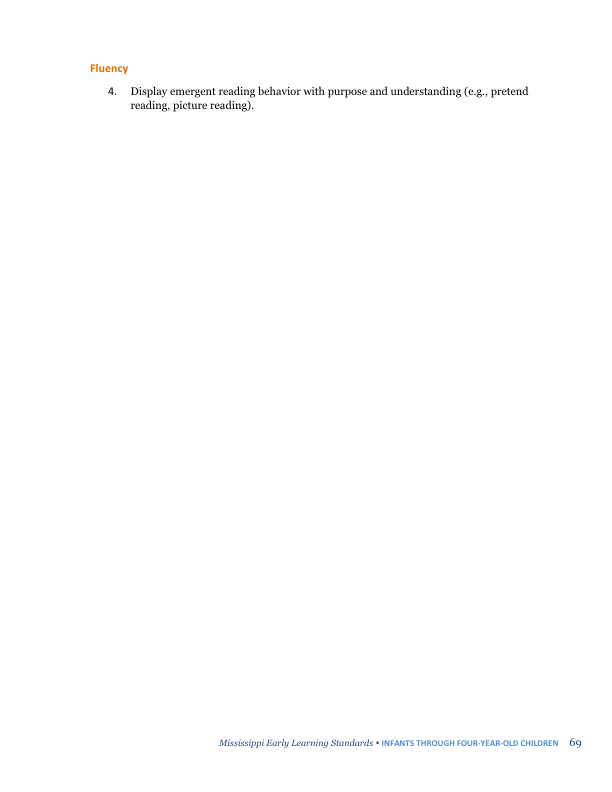 Fluency
4. Display emergent reading behavior with purpose and understanding (e.g., pretend
reading, picture reading).
Mississippi Early Learning Standards • INFANTS THROUGH FOUR-YEAR-OLD CHILDREN 69